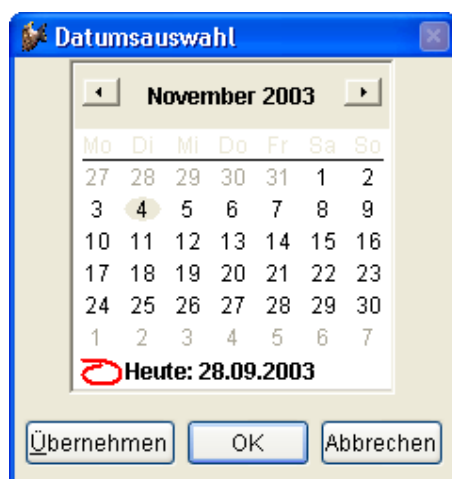 Datumsauswahl
November 2003
Mo Di Mi Do Fr Sa So
27 28 29 30 31 1 2
3 4 5 6 7 8 9
10 11 12 13 14 15 16
17 18 19 20 21 22 23
24 25 26 27 28 29 30
1 2 3 4 5 6 7
Heute: 28.09.2003
Übernehmen OK Abbrechen